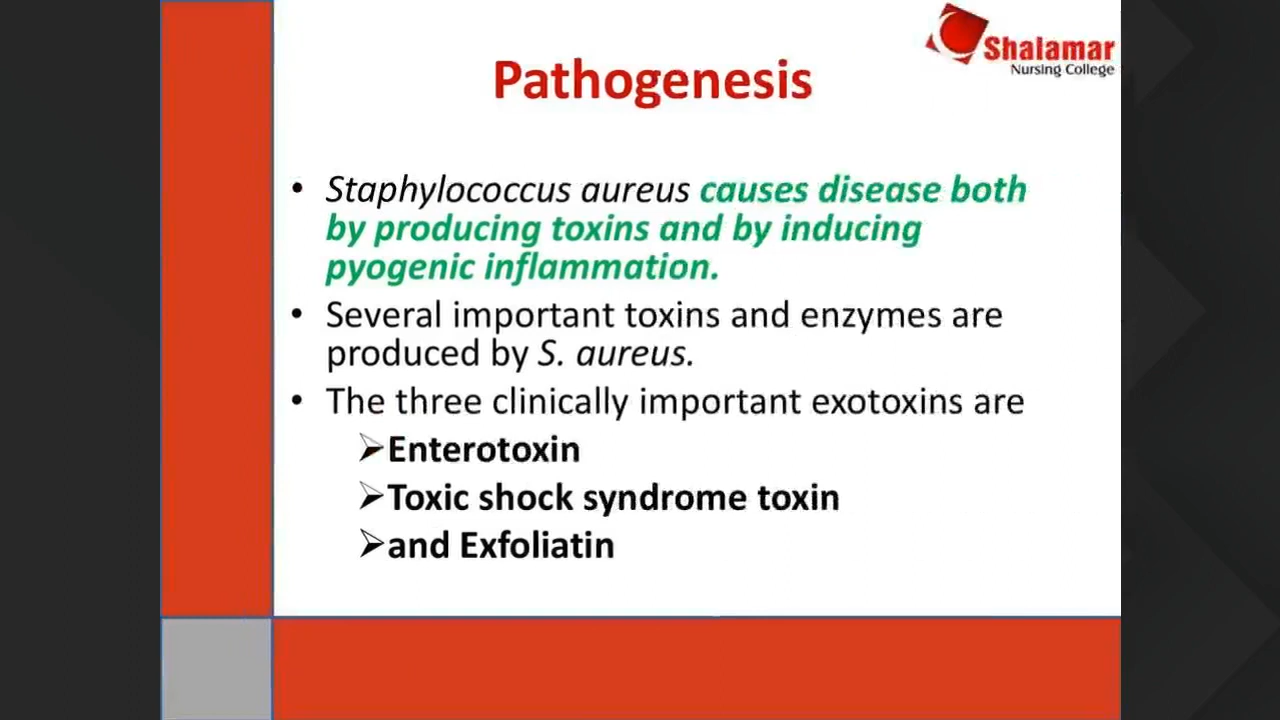 Shalamar
Nursing College
Pathogenesis
• Staphylococcus aureus causes disease both
by producing toxins and by inducing
pyogenic inflammation.
• Several important toxins and enzymes are
produced by S. aureus.
• The three clinically important exotoxins are
➢Enterotoxin
➢Toxic shock syndrome toxin
➢and Exfoliatin